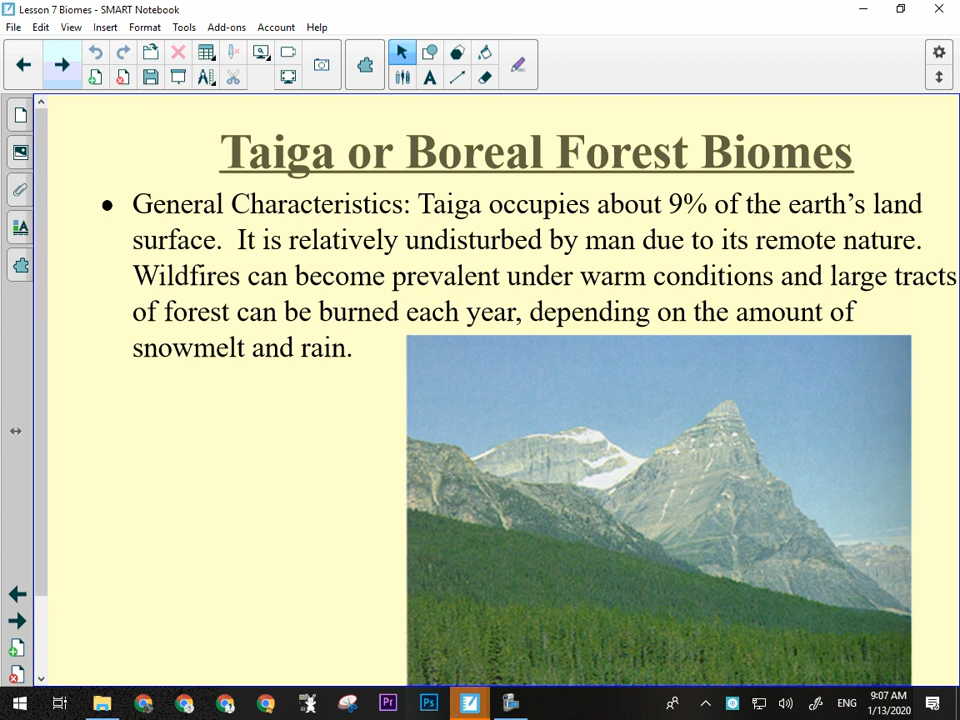 Lesson 7 Biomes - SMART Notebook
File Edit View Insert Format Tools Add-ons Account Help
Taiga or Boreal Forest Biomes
• General Characteristics: Taiga occupies about 9% of the earth’s land
surface. It is relatively undisturbed by man due to its remote nature.
Wildfires can become prevalent under warm conditions and large tracts
of forest can be burned each year, depending on the amount of
snowmelt and rain.
Pr Ps ENG
9:07 AM
1/13/2020